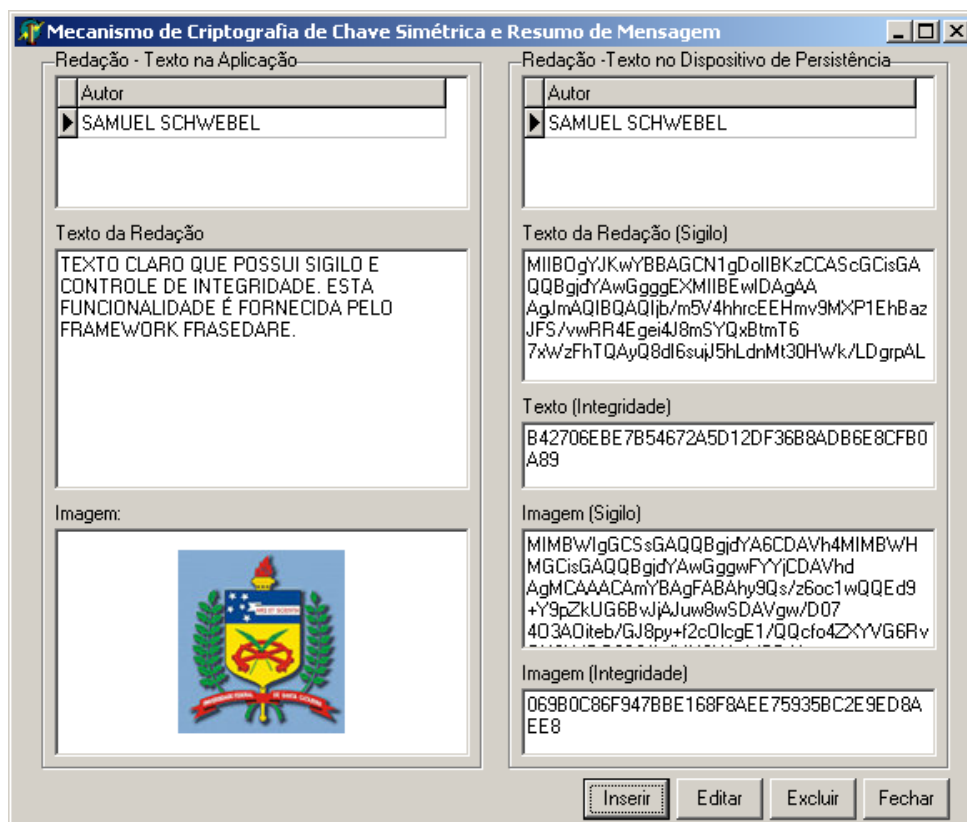 Mecanismo de Criptografia de Chave Simétrica e Resumo de Mensagem
Redação - Texto na Aplicação
Autor
SAMUEL SCHWEBEL
Texto da Redação
TEXTO CLARO QUE POSSUI SIGILO E
CONTROLE DE INTEGRIDADE. ESTA
FUNCIONALIDADE É FORNECIDA PELO
FRAMEWORK FRASEDARE.
Imagem:
Redação -Texto no Dispositivo de Persistência
Autor
SAMUEL SCHWEBEL
Texto da Redação (Sigilo)
MIIBOgYJKwYBBAGCN1gDoIIBKzCCAScGCisGA
QQBgjdYAwGgggEXMIIBEwIDAgAA
AgJmAQIBQAQIjb/m5V4hhrcEEHmv9MXP1EhBaz
JFS/vwRR4Egei4J8mSYQxBtmT6
7xWzFhTQAyQ8dI6sujJ5hLdnMt30HWk/LDgrpAL
Texto (Integridade)
B42706EBE7B54672A5D12DF36B8ADB6E8CFB0
A89
Imagem (Sigilo)
MIMBWIgGCSsGAQQBgjdYA6CDAVh4MIMBWH
MGCisGAQQBgjdYAwGggwFYYjCDAVhd
AgMCAAACAmYBAgFABAhy9Qs/z6oc1wQQEd9
+Y9pZkUG6BvJjAJuw8wSDAVgw/D07
4O3AOiteb/GJ8py+f2cOlcgE1/QQcfo4ZXYVG6Rv
Imagem (Integridade)
069B0C86F947BBE168F8AEE75935BC2E9ED8A
EE8
Inserir
Editar
Excluir
Fechar